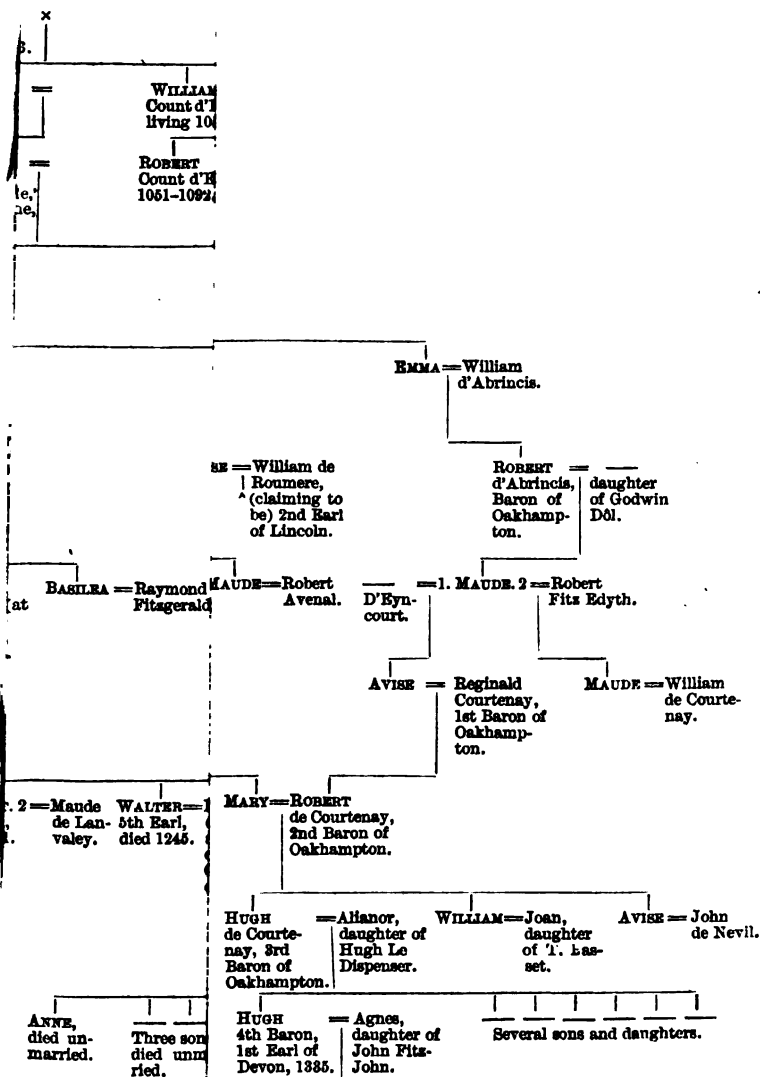 ×
S.
WILLIAM
Count d'
living 10
ROBERT
Count d'E
1051-1092,
te,
ne,
EMMA = William
d'Abrincis.
= William de
Roumere,
(claiming to
be) 2nd Earl
of Lincoln.
ROBERT = —
d'Abrincis,
Baron of
Oakhamp-
ton.
daughter
of Godwin
Dôl.
(at
BASILEA = Raymond
Fitzgerald
MAUDE = Robert
Avenal.
— = 1. MAUDE. 2 = Robert
D'Eyn-
court.
Fitz Edyth.
AVISE = Reginald
Courtenay,
1st Baron of
Oakhamp-
ton.
MAUDE = William
de Courte-
nay.
2 = Maude
de Lan-
valey.
WALTER =
5th Earl,
died 1245.
MARY = ROBERT
de Courtenay,
2nd Baron of
Oakhampton.
HUGH = Alianor,
de Courte-
nay, 3rd
Baron of
Oakhampton.
daughter of
Hugh Le
Dispenser.
WILLIAM = Joan,
daughter
of T. Bas-
set.
AVISE = John
de Nevil.
ANNE,
died un-
married.
Three son
died unm
ried.
HUGH = Agnes,
4th Baron,
1st Earl of
Devon, 1335.
daughter of
John Fitz-
John.
Several sons and daughters.